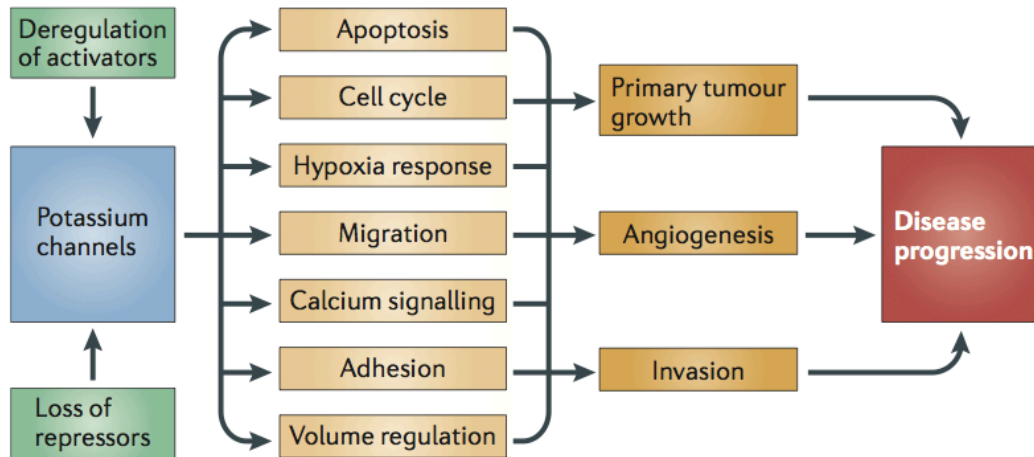 Deregulation
of activators
Potassium
channels
Loss of
repressors
Apoptosis
Cell cycle
Hypoxia response
Migration
Calcium signalling
Adhesion
Volume regulation
Primary tumour
growth
Angiogenesis
Invasion
Disease
progression